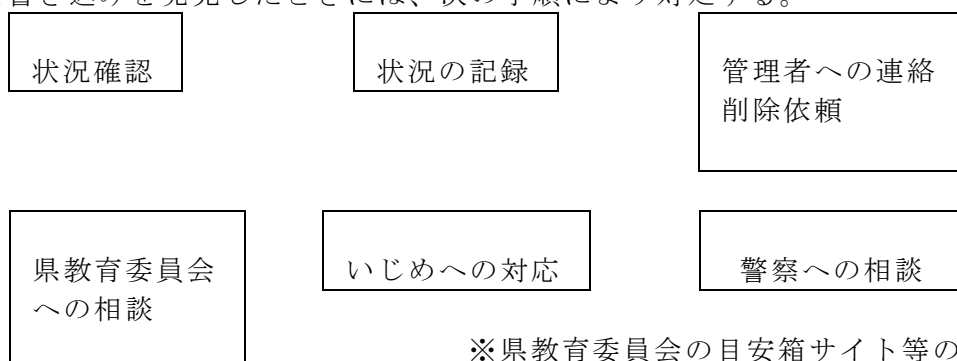 書き込みを発見したときには、次の手順により対処する。
状況確認
状況の記録
管理者への連絡
削除依頼
県教育委員会
への相談
いじめへの対応
警察への相談
※県教育委員会の目安箱サイト等の